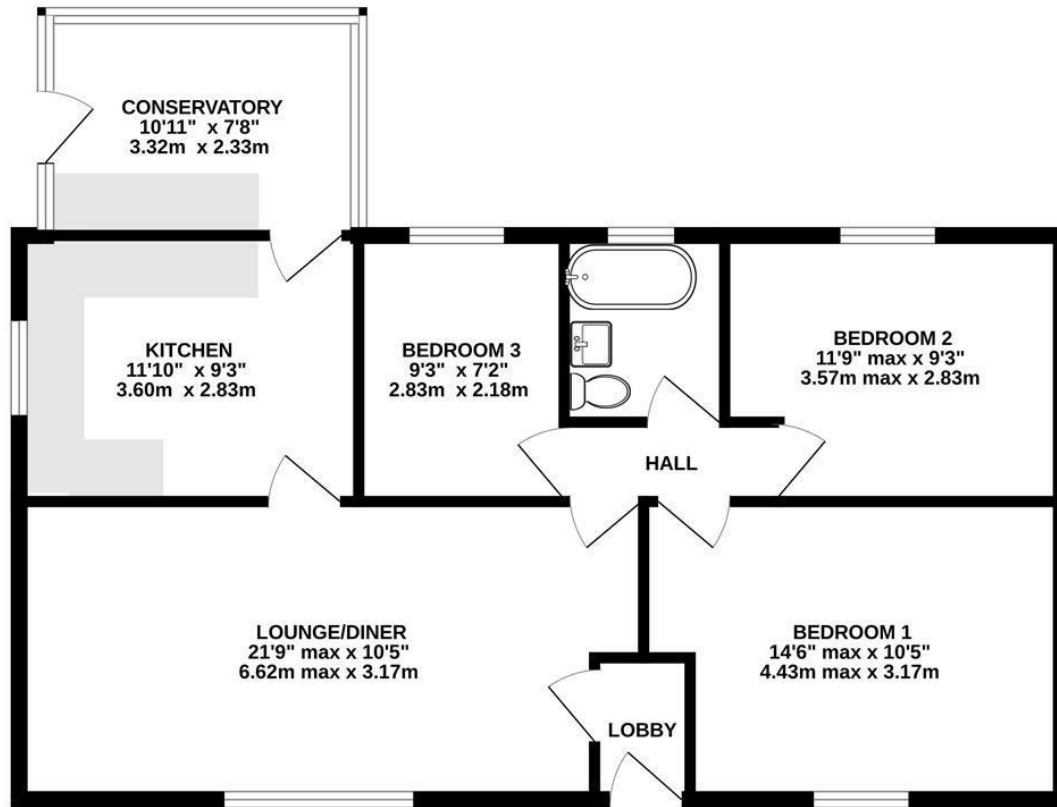 CONSERVATORY
10'11" x 7'8"
3.32m x 2.33m
KITCHEN
11'10" x 9'3"
3.60m x 2.83m
BEDROOM 3
9'3" x 7'2"
2.83m x 2.18m
BEDROOM 2
11'9" max x 9'3"
3.57m max x 2.83m
HALL
LOUNGE/DINER
21'9" max x 10'5"
6.62m max x 3.17m
BEDROOM 1
14'6" max x 10'5"
4.43m max x 3.17m
LOBBY